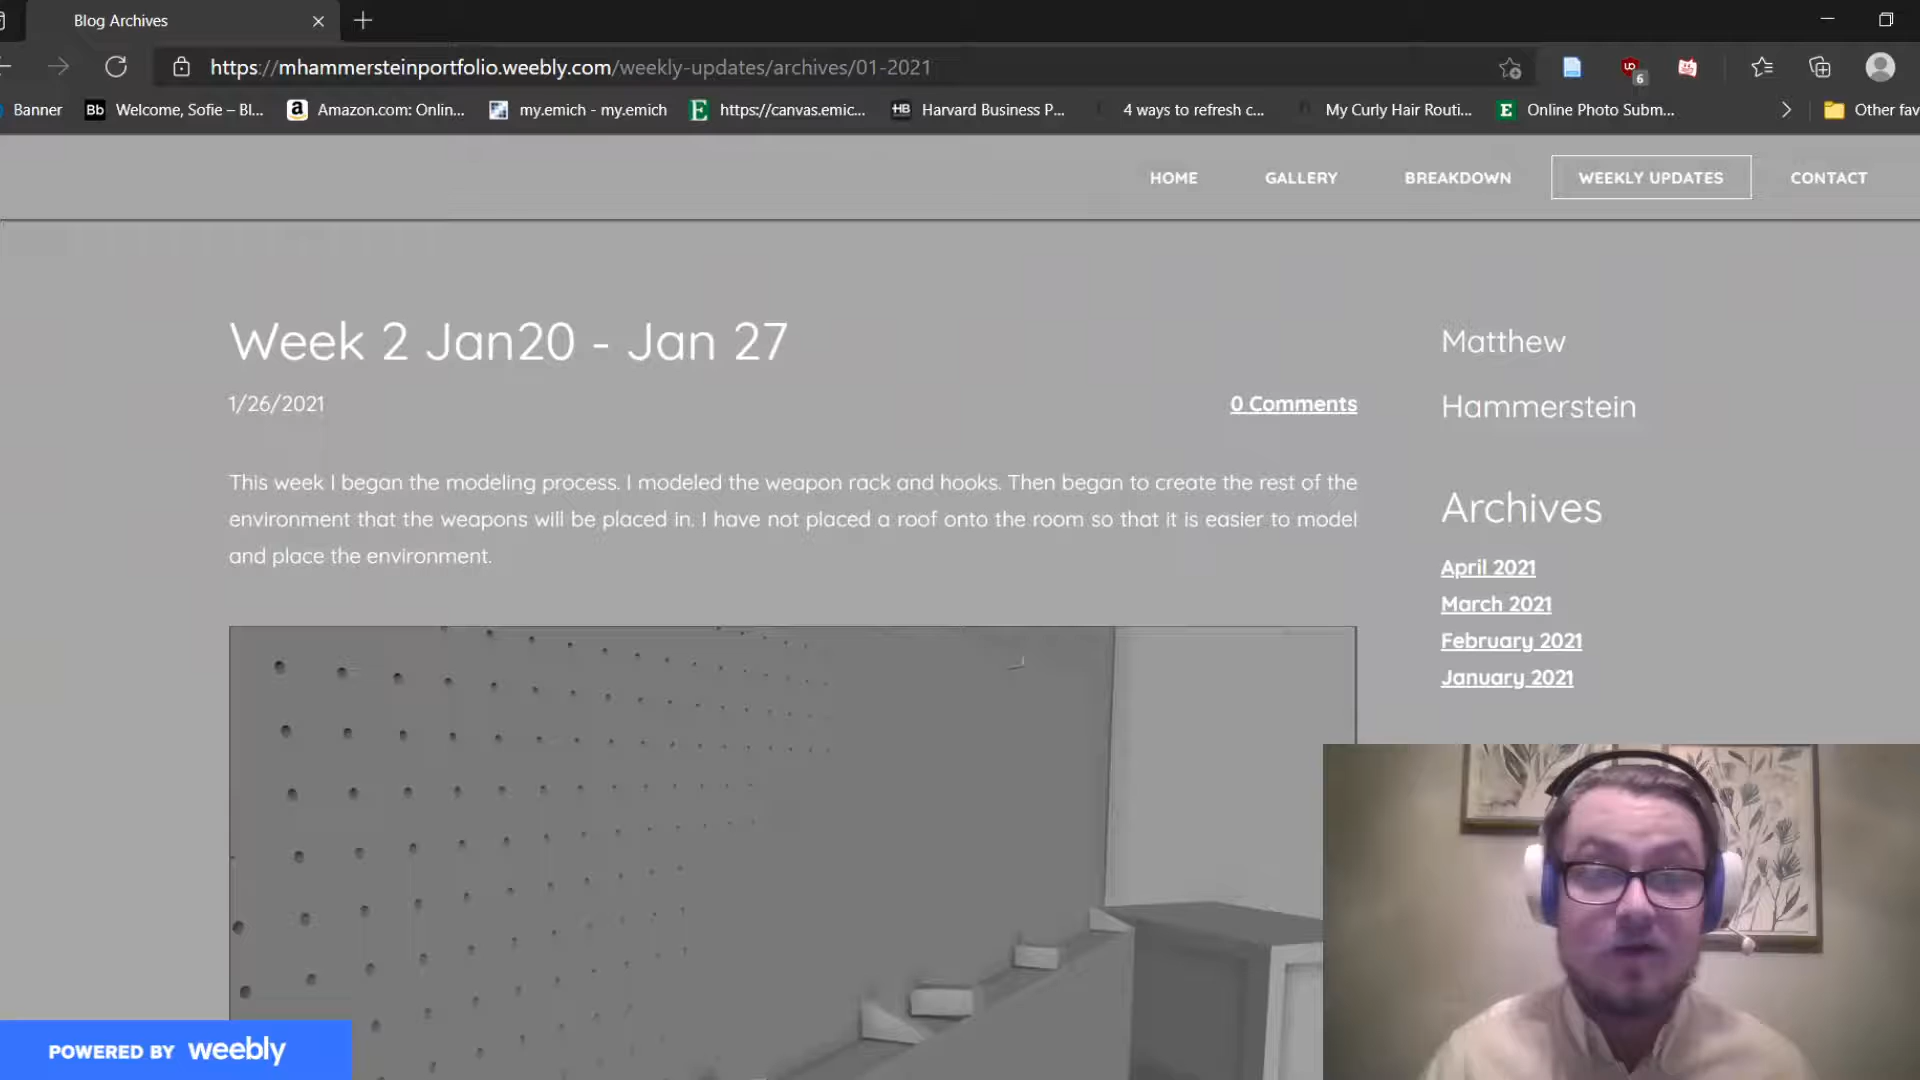 Blog Archives
https://mhammersteinportfolio.weebly.com/weekly-updates/archives/01-2021
UD
6
Banner
Bb Welcome, Sofie – Bl...
a Amazon.com: Onlin...
my.emich - my.emich
E https://canvas.emic...
HB Harvard Business P...
4 ways to refresh c...
My Curly Hair Routi...
E Online Photo Subm...
Other fav
HOME GALLERY BREAKDOWN WEEKLY UPDATES CONTACT
Week 2 Jan20 - Jan 27
1/26/2021
0 Comments
This week I began the modeling process. I modeled the weapon rack and hooks. Then began to create the rest of the
environment that the weapons will be placed in. I have not placed a roof onto the room so that it is easier to model
and place the environment.
Matthew
Hammerstein
Archives
April 2021
March 2021
February 2021
January 2021
POWERED BY weebly